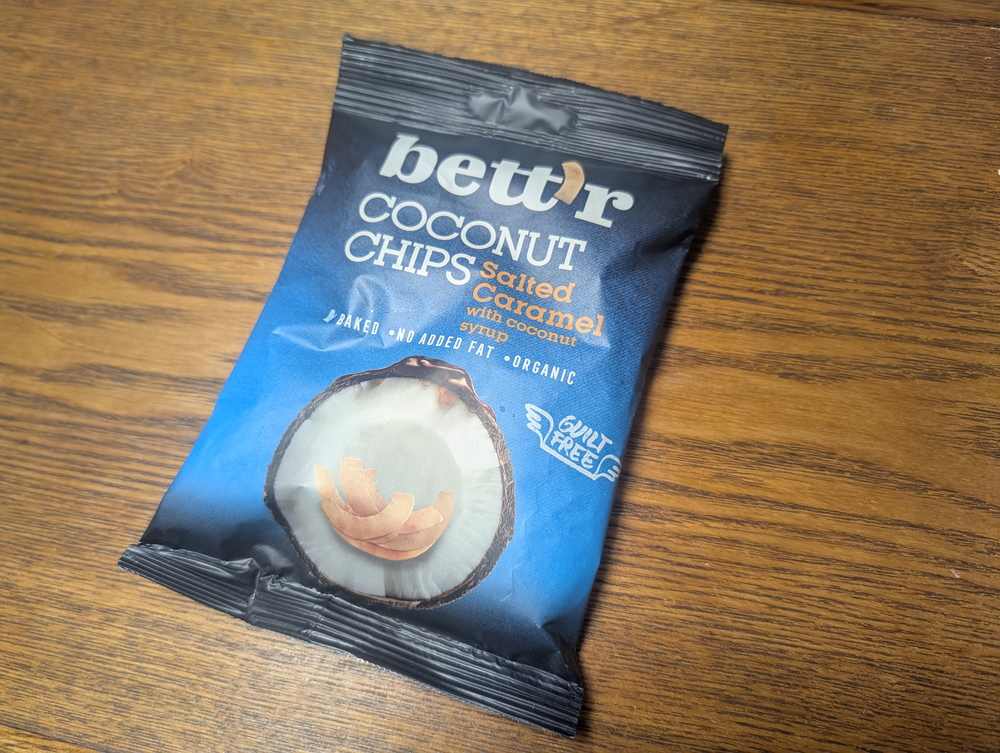 bett'r
COCONUT
CHIPS
Salted
Caramel
with coconut
syrup
BAKED • NO ADDED FAT • ORGANIC
GUILT
FREE